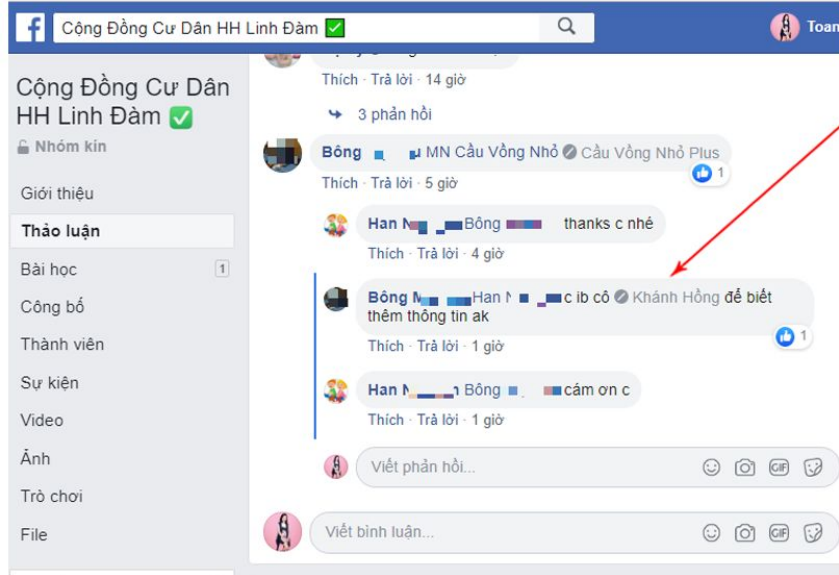 Cộng Đồng Cư Dân HH Linh Đàm ✅
Toan
Cộng Đồng Cư Dân
HH Linh Đàm ✅
Nhóm kín
Giới thiệu
Thảo luận
Bài học 1
Công bố
Thành viên
Sự kiện
Video
Ảnh
Trò chơi
File
Thích · Trả lời · 14 giờ
3 phản hồi
Bông MN Cầu Vồng Nhỏ Cầu Vồng Nhỏ Plus
1
Thích · Trả lời · 5 giờ
Han Bông thanks c nhé
Thích · Trả lời · 4 giờ
Bông Han c ib cô Khánh Hồng để biết
thêm thông tin ak
1
Thích · Trả lời · 1 giờ
Han Bông cám ơn c
Thích · Trả lời · 1 giờ
Viết phản hồi...
GIF
Viết bình luận...
GIF